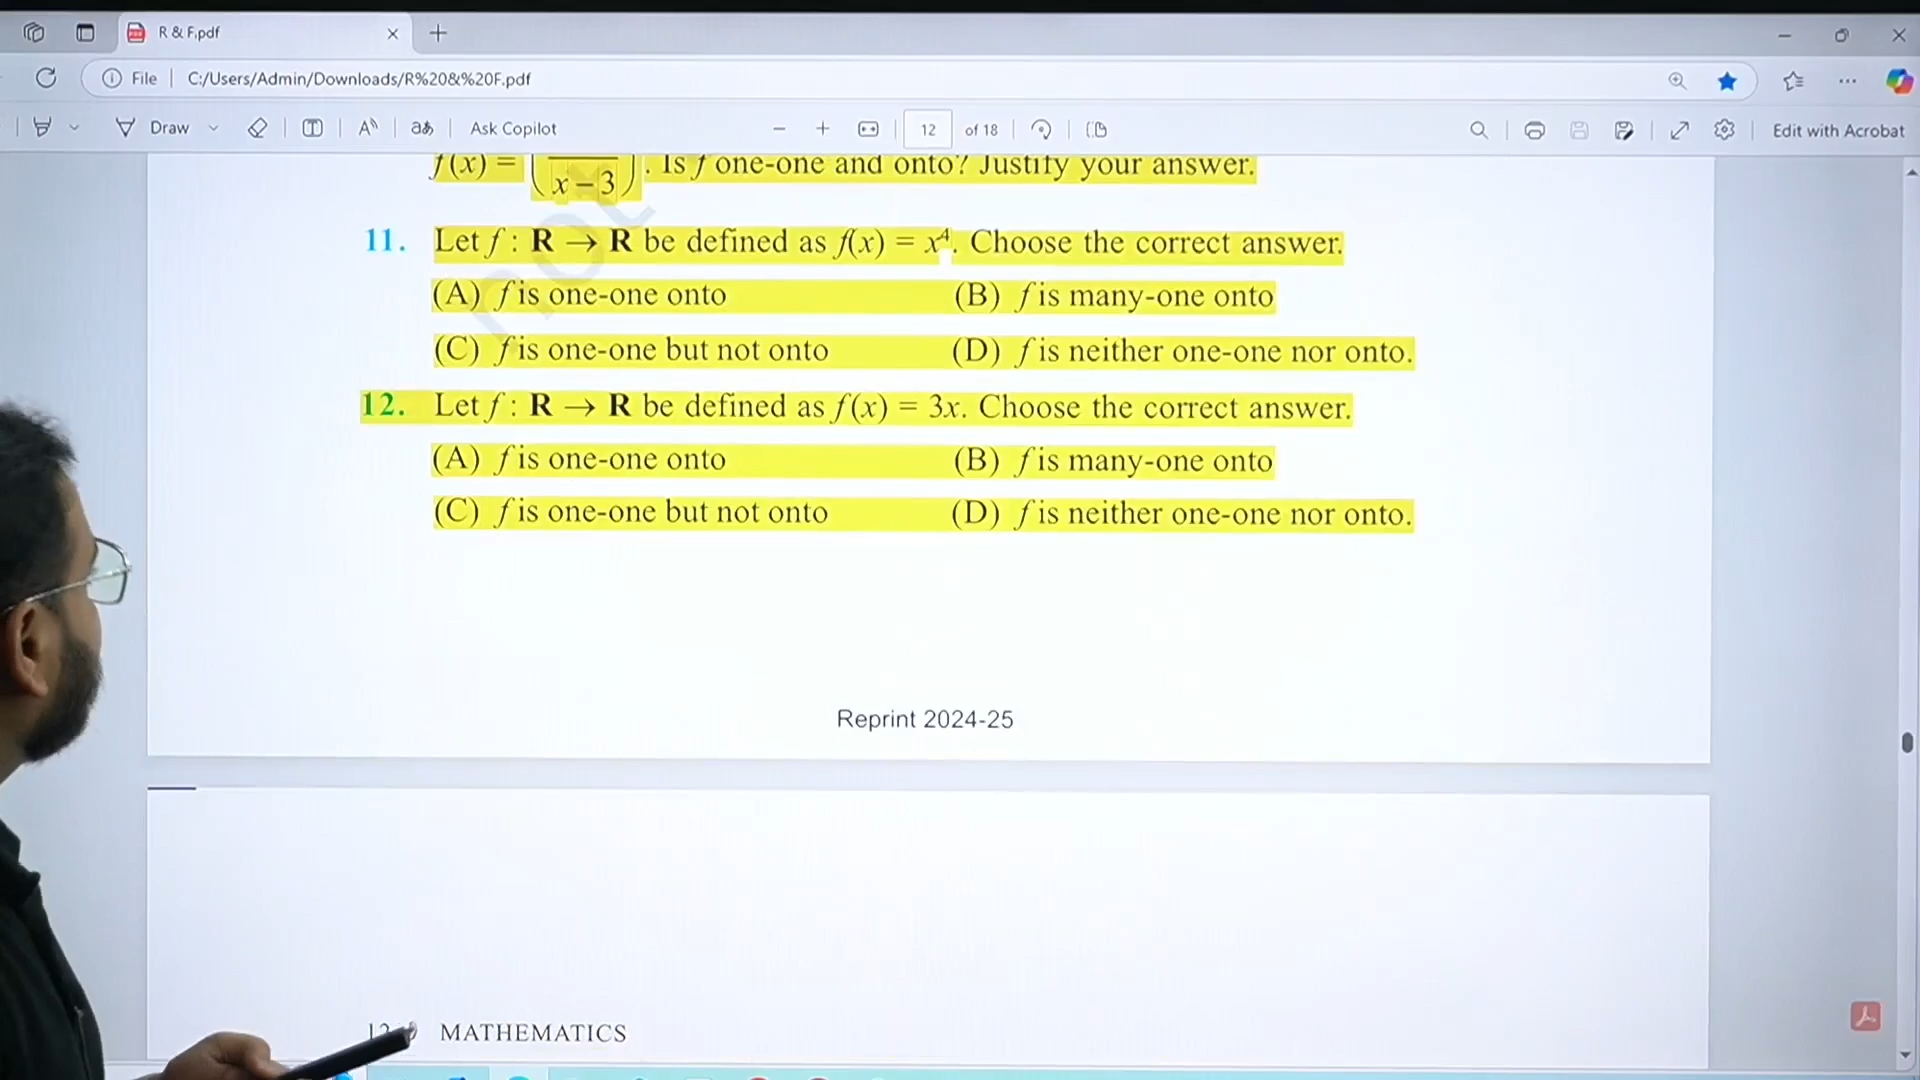 R & F.pdf
File C:/Users/Admin/Downloads/R%20&%20F.pdf
Draw Ask Copilot 12 of 18 Edit with Acrobat
f(x) = (x – 3). Is f one-one and onto? Justify your answer.
11. Let f : R → R be defined as f(x) = x⁴. Choose the correct answer.
(A) f is one-one onto (B) f is many-one onto
(C) f is one-one but not onto (D) f is neither one-one nor onto.
12. Let f : R → R be defined as f(x) = 3x. Choose the correct answer.
(A) f is one-one onto (B) f is many-one onto
(C) f is one-one but not onto (D) f is neither one-one nor onto.
Reprint 2024-25
MATHEMATICS